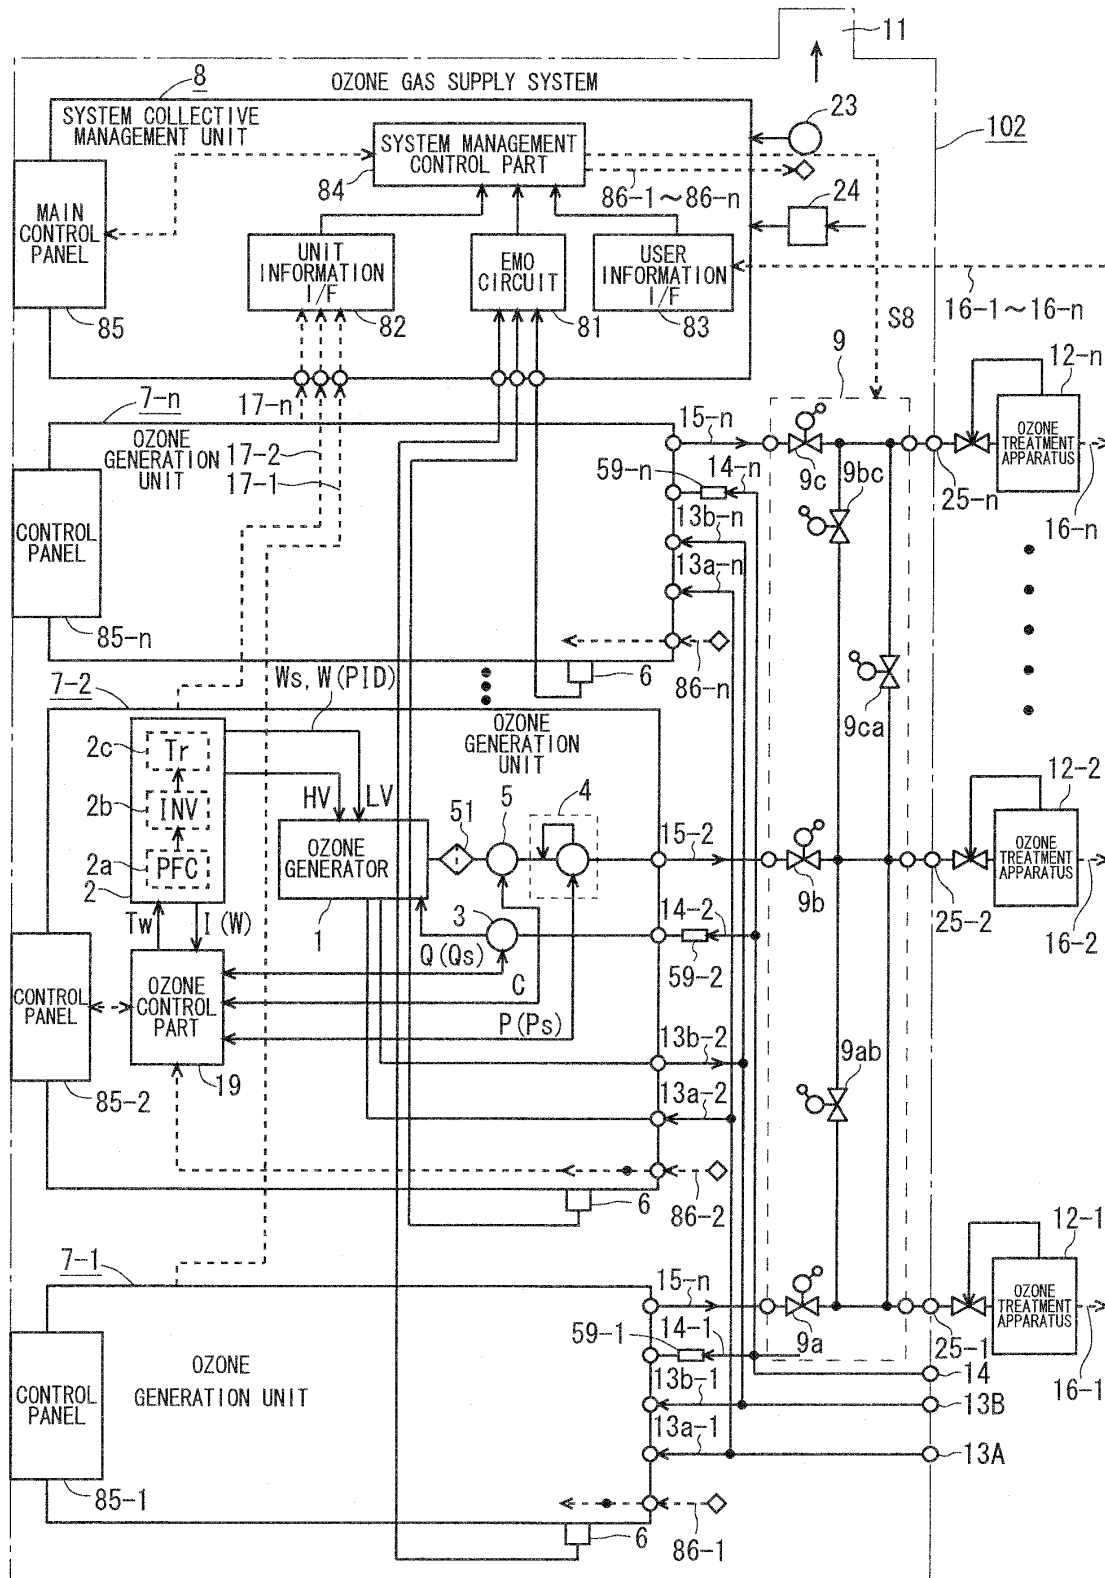 11
OZONE GAS SUPPLY SYSTEM
8
SYSTEM COLLECTIVE
MANAGEMENT UNIT
23
102
SYSTEM MANAGEMENT
CONTROL PART
84
86-1~86-n
24
MAIN
CONTROL
PANEL
85
UNIT
INFORMATION
I/F
82
EMO
CIRCUIT
81
USER
INFORMATION
I/F
83
16-1~16-n
S8
9
12-n
7-n
17-n
17-2
17-1
OZONE
GENERATION
UNIT
CONTROL
PANEL
85-n
15-n
59-n
14-n
13b-n
13a-n
86-n
6
9c
9bc
9ca
OZONE
TREATMENT
APPARATUS
25-n
16-n
7-2
Ws, W(PID)
OZONE
GENERATION
UNIT
2c
Tr
2b
INV
2a
PFC
2
HV
LV
OZONE
GENERATOR
1
51
5
4
3
15-2
14-2
59-2
9b
12-2
OZONE
TREATMENT
APPARATUS
25-2
16-2
Tw
I(W)
Q(Qs)
C
P(Ps)
CONTROL
PANEL
85-2
OZONE
CONTROL
PART
19
13b-2
13a-2
9ab
6
86-2
7-1
OZONE
GENERATION UNIT
CONTROL
PANEL
85-1
15-n
59-1
14-1
13b-1
13a-1
9a
12-1
OZONE
TREATMENT
APPARATUS
25-1
16-1
14
13B
13A
6
86-1